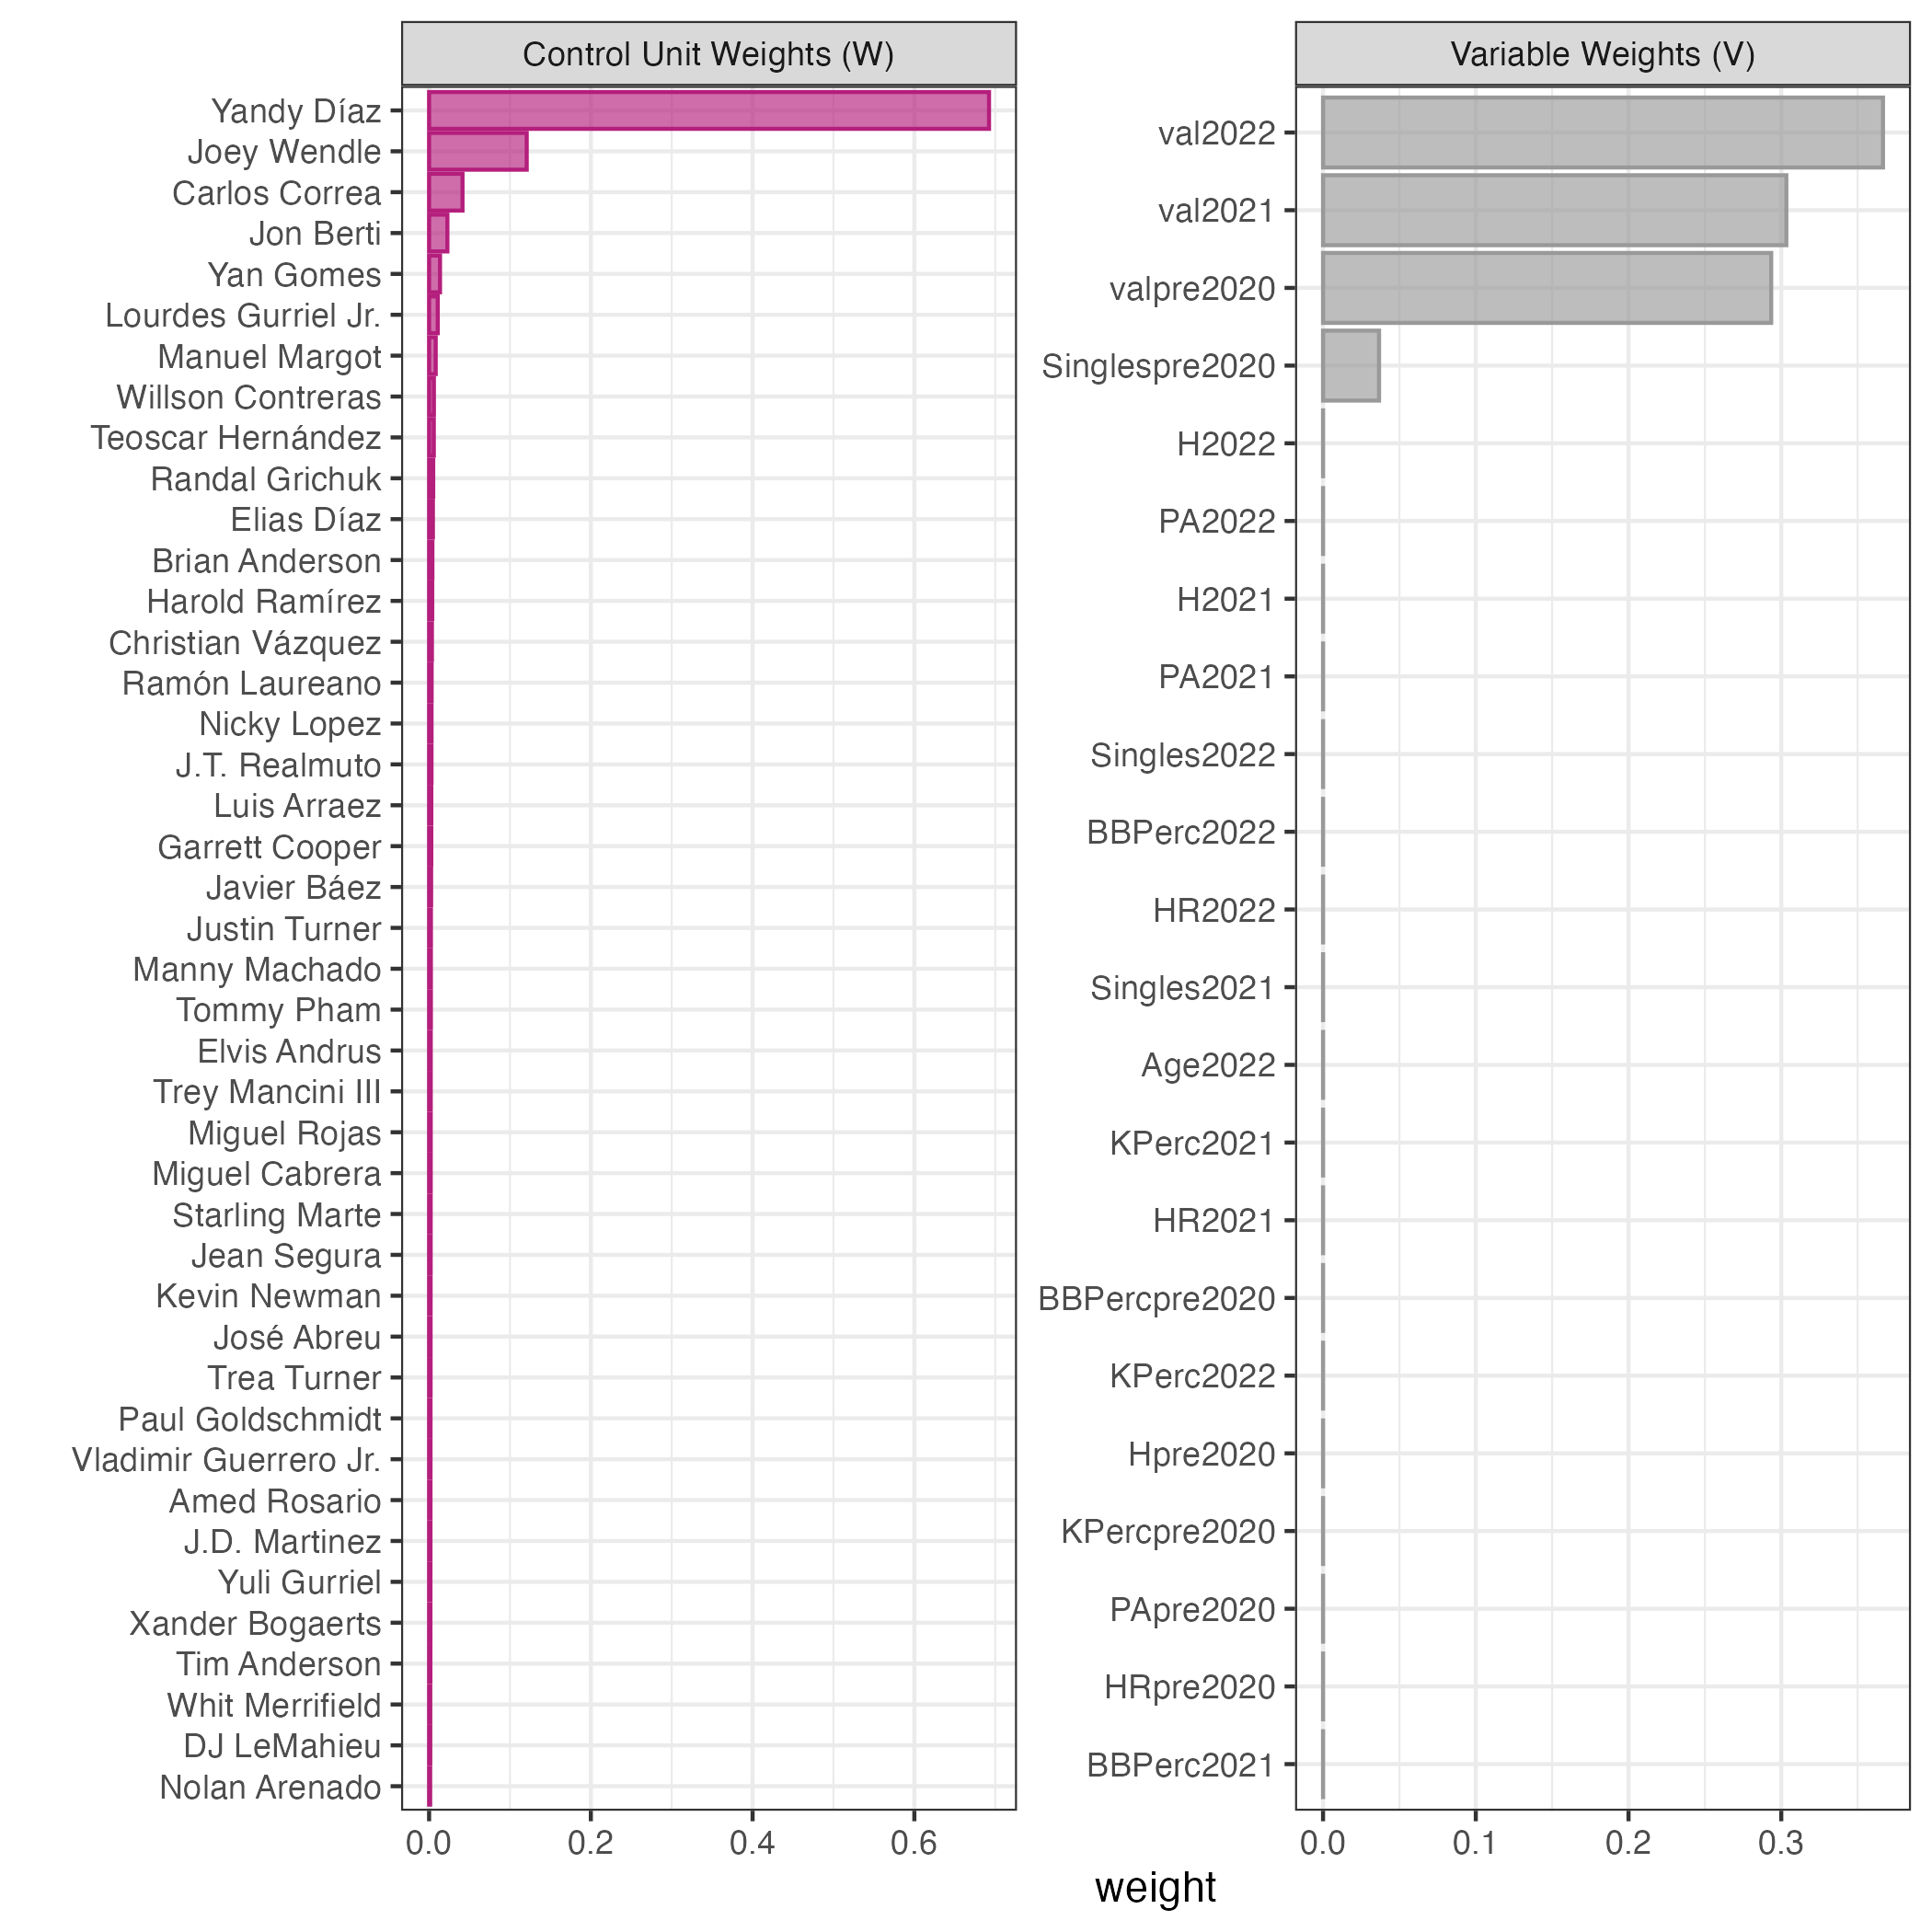 Control Unit Weights (W)
Yandy Díaz
Joey Wendle
Carlos Correa
Jon Berti
Yan Gomes
Lourdes Gurriel Jr.
Manuel Margot
Willson Contreras
Teoscar Hernández
Randal Grichuk
Elias Díaz
Brian Anderson
Harold Ramírez
Christian Vázquez
Ramón Laureano
Nicky Lopez
J.T. Realmuto
Luis Arraez
Garrett Cooper
Javier Báez
Justin Turner
Manny Machado
Tommy Pham
Elvis Andrus
Trey Mancini III
Miguel Rojas
Miguel Cabrera
Starling Marte
Jean Segura
Kevin Newman
José Abreu
Trea Turner
Paul Goldschmidt
Vladimir Guerrero Jr.
Amed Rosario
J.D. Martinez
Yuli Gurriel
Xander Bogaerts
Tim Anderson
Whit Merrifield
DJ LeMahieu
Nolan Arenado
0.0 0.2 0.4 0.6
Variable Weights (V)
val2022
val2021
valpre2020
Singlespre2020
H2022
PA2022
H2021
PA2021
Singles2022
BBPerc2022
HR2022
Singles2021
Age2022
KPerc2021
HR2021
BBPercpre2020
KPerc2022
Hpre2020
KPercpre2020
PApre2020
HRpre2020
BBPerc2021
0.0 0.1 0.2 0.3
weight